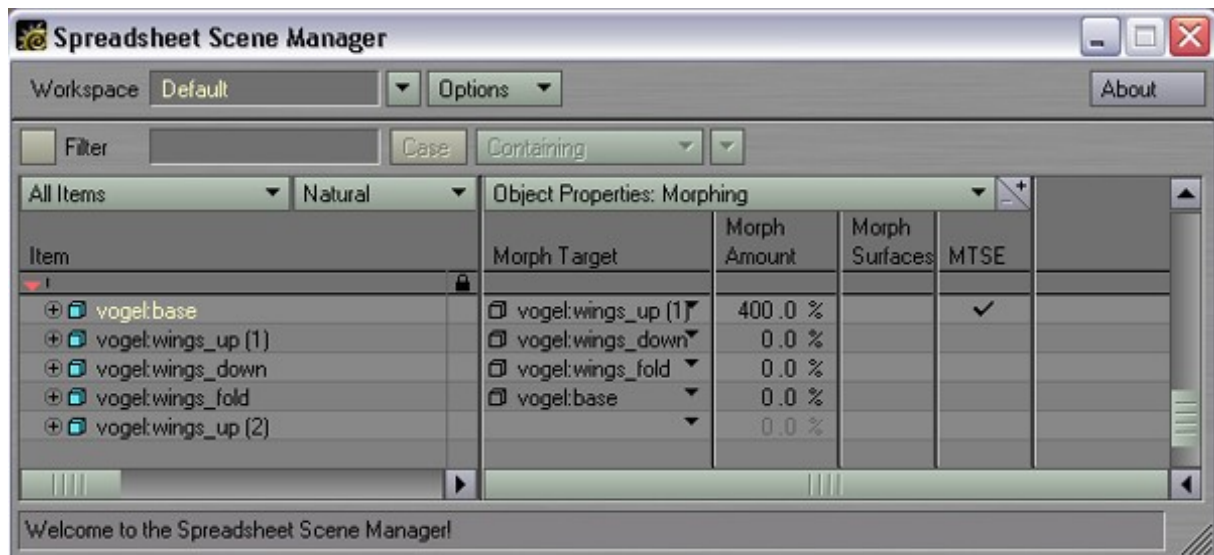 Spreadsheet Scene Manager
Workspace Default Options About
Filter Case Containing
All Items Natural Object Properties: Morphing
Item Morph Target Morph Amount Morph Surfaces MTSE
vogel:base vogel:wings_up (1) 400.0 %
vogel:wings_up (1) vogel:wings_down 0.0 %
vogel:wings_down vogel:wings_fold 0.0 %
vogel:wings_fold vogel:base 0.0 %
vogel:wings_up (2) 0.0 %
Welcome to the Spreadsheet Scene Manager!